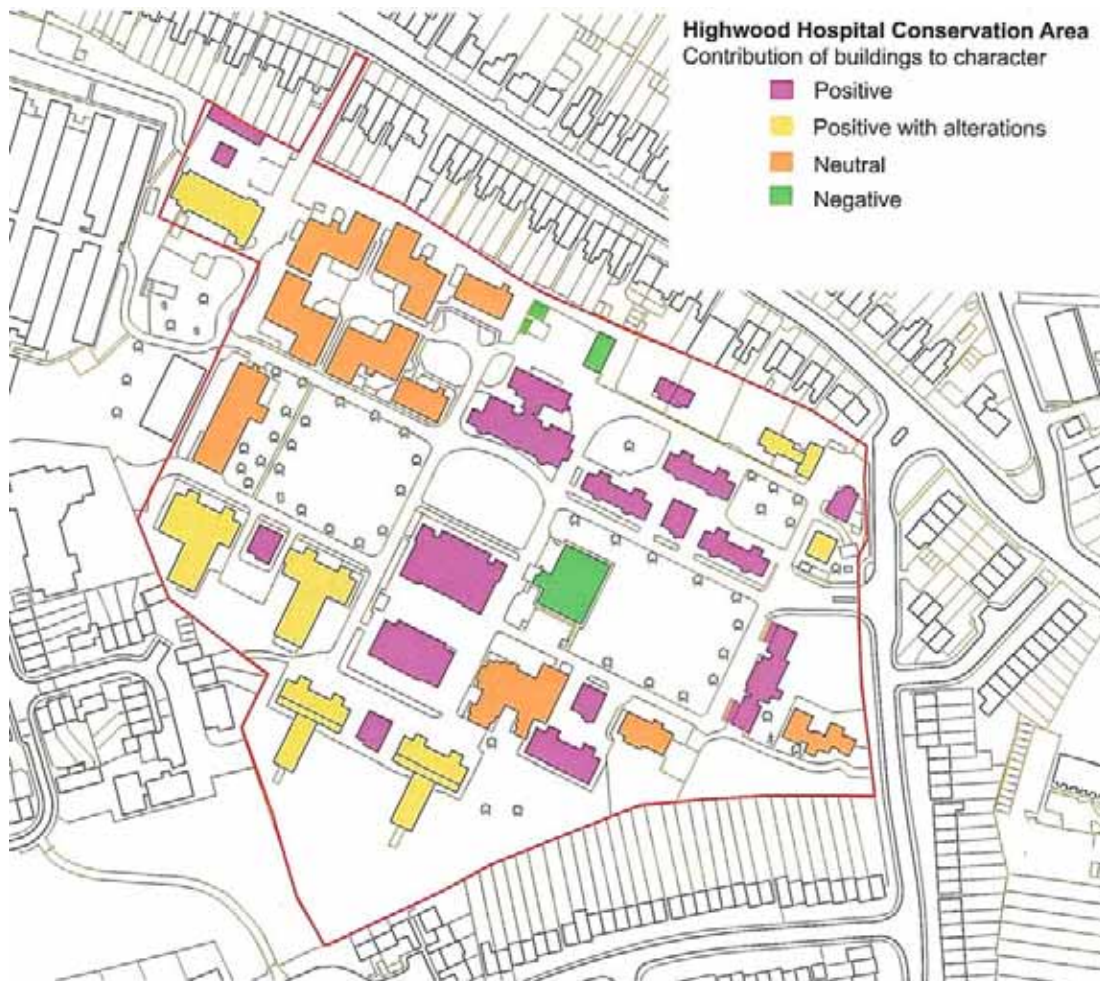 Highwood Hospital Conservation Area
Contribution of buildings to character
Positive
Positive with alterations
Neutral
Negative